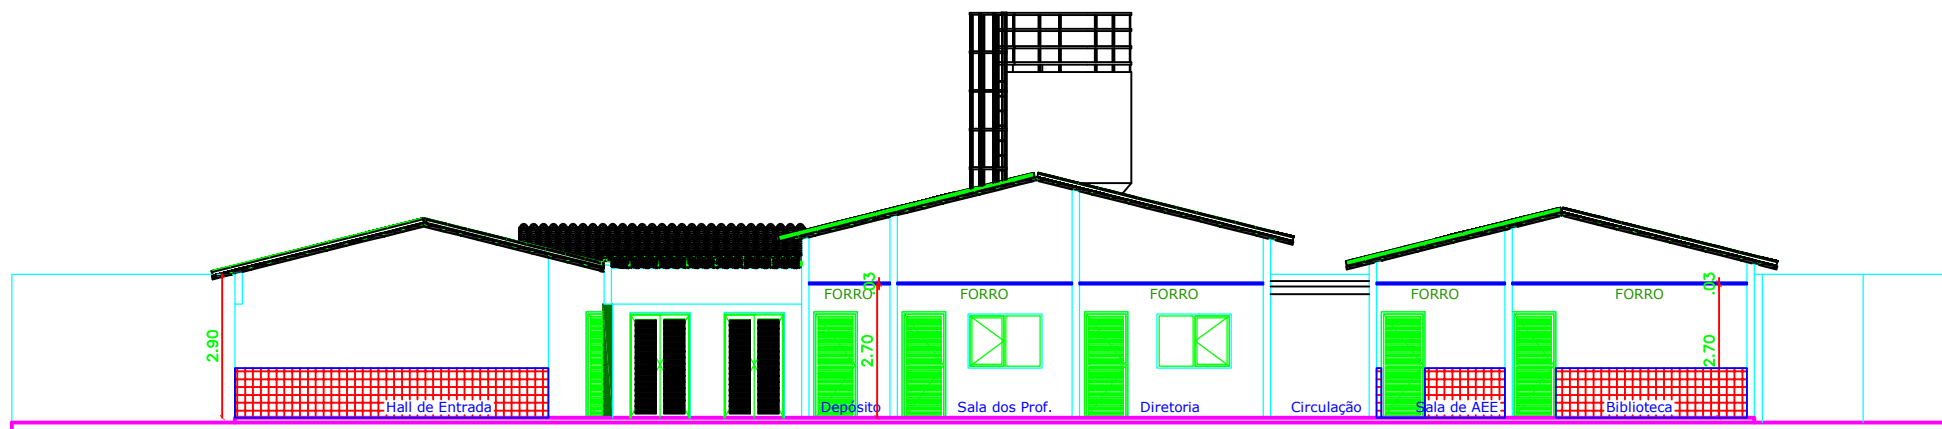 .03
.03
FORRO
FORRO
FORRO
FORRO
FORRO
2.90
2.70
2.70
Hall de Entrada
Depósito
Sala dos Prof.
Diretoria
Circulação
Sala de AEE
Biblioteca